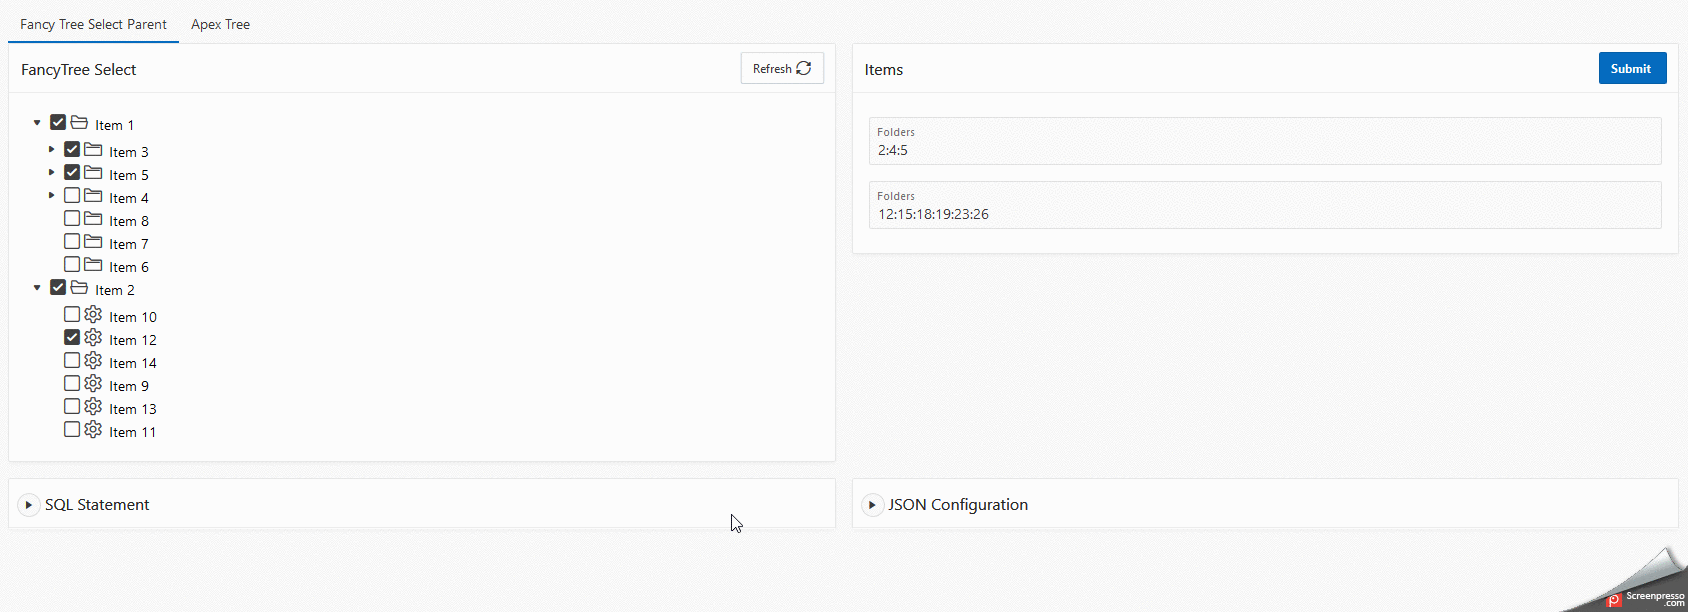 Fancy Tree Select Parent
Apex Tree
FancyTree Select
Refresh
Item 1
Item 3
Item 5
Item 4
Item 8
Item 7
Item 6
Item 2
Item 10
Item 12
Item 14
Item 9
Item 13
Item 11
Items
Submit
Folders
2:4:5
Folders
12:15:18:19:23:26
SQL Statement
JSON Configuration
Screenpresso
.com